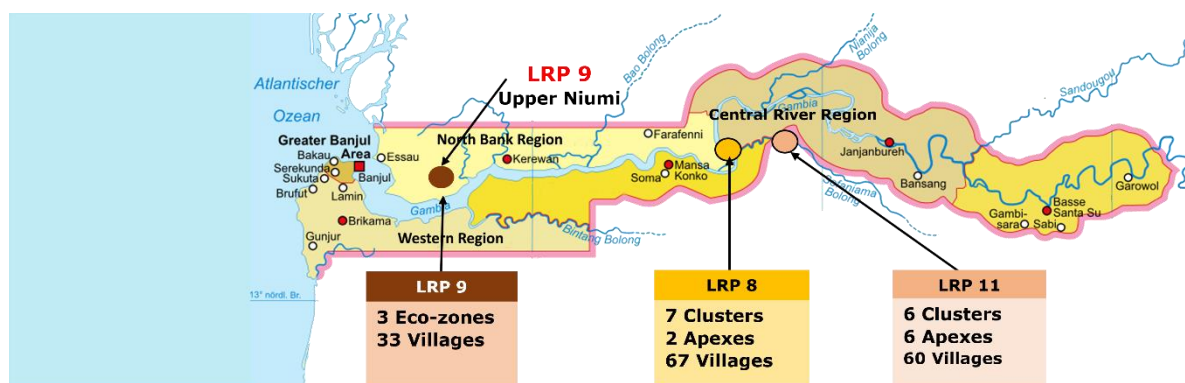 Atlantischer
Ozean
LRP 9
Upper Niumi
Bao Bolong
Nianija
Bolong
Sandougou
Gambia
Central River Region
Greater Banjul
Area
North Bank Region
Farafenni
Bakau
Serekunda
Sukuta
Brufut
Lamin
Banjul
Essau
Kerewan
Mansa
Konko
Soma
Janjanbureh
Bansang
Garowol
Basse
Santa Su
Gambi-
sara
Sabi
Sofaniama
Bolong
Gambia
Brikama
Gunjur
Western Region
Bintang Bolong
13° nördl. Br.
LRP 9
3 Eco-zones
33 Villages
LRP 8
7 Clusters
2 Apexes
67 Villages
LRP 11
6 Clusters
6 Apexes
60 Villages